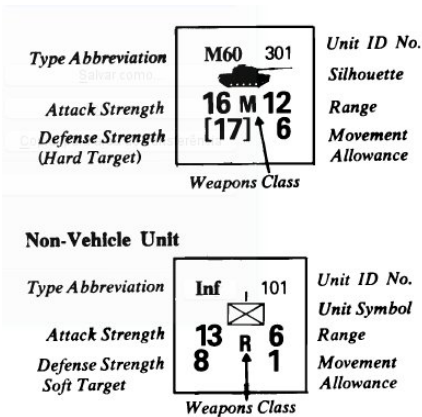 Type Abbreviation M60 301 Unit ID No.
Salvar como... Silhouette
Attack Strength 16 M 12 Range
Defense Strength [17] 6 Movement
(Hard Target) Allowance
Weapons Class
Non-Vehicle Unit
Type Abbreviation Inf 101 Unit ID No.
Unit Symbol
Attack Strength 13 R 6 Range
Defense Strength 8 1 Movement
Soft Target Allowance
Weapons Class